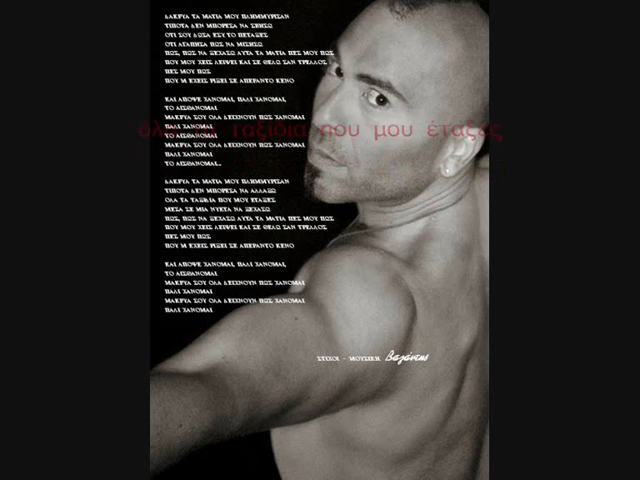 ΔΑΚΡΥΑ ΤΑ ΜΑΤΙΑ ΜΟΥ ΠΛΗΜΜΥΡΙΣΑΝ
ΤΙΠΟΤΑ ΔΕΝ ΜΠΟΡΕΣΑ ΝΑ ΣΒΗΣΩ
ΟΤΙ ΣΟΥ ΔΩΣΑ ΕΣΥ ΤΟ ΠΕΤΑΞΕΣ
ΟΤΙ ΑΓΑΠΗΣΑ ΠΩΣ ΝΑ ΜΙΣΗΣΩ
ΠΩΣ, ΠΩΣ ΝΑ ΞΕΧΑΣΩ ΑΥΤΑ ΤΑ ΜΑΤΙΑ ΠΕΣ ΜΟΥ ΠΩΣ
ΠΟΥ ΜΟΥ ΧΕΙΣ ΛΕΙΨΕΙ ΚΑΙ ΣΕ ΘΕΛΩ ΣΑΝ ΤΡΕΛΛΟΣ
ΠΕΣ ΜΟΥ ΠΩΣ
ΠΟΥ Μ ΕΧΕΙΣ ΡΙΞΕΙ ΣΕ ΑΠΕΡΑΝΤΟ ΚΕΝΟ
ΚΑΙ ΑΠΟΨΕ ΧΑΝΟΜΑΙ, ΠΑΛΙ ΧΑΝΟΜΑΙ,
ΤΟ ΑΙΣΘΑΝΟΜΑΙ
ΜΑΚΡΥΑ ΣΟΥ ΟΛΑ ΔΕΙΧΝΟΥΝ ΠΩΣ ΧΑΝΟΜΑΙ
ΠΑΛΙ ΧΑΝΟΜΑΙ
όλα τα ταξίδια που μου έταξες
ΤΟ ΑΙΣΘΑΝΟΜΑΙ
ΜΑΚΡΥΑ ΣΟΥ ΟΛΑ ΔΕΙΧΝΟΥΝ ΠΩΣ ΧΑΝΟΜΑΙ
ΠΑΛΙ ΧΑΝΟΜΑΙ
ΤΟ ΑΙΣΘΑΝΟΜΑΙ...
ΔΑΚΡΥΑ ΤΑ ΜΑΤΙΑ ΜΟΥ ΠΛΗΜΜΥΡΙΣΑΝ
ΤΙΠΟΤΑ ΔΕΝ ΜΠΟΡΕΣΑ ΝΑ ΑΛΛΑΞΩ
ΟΛΑ ΤΑ ΤΑΞΙΔΙΑ ΠΟΥ ΜΟΥ ΕΤΑΞΕΣ
ΜΕΣΑ ΣΕ ΜΙΑ ΝΥΧΤΑ ΝΑ ΞΕΧΑΣΩ
ΠΩΣ, ΠΩΣ ΝΑ ΞΕΧΑΣΩ ΑΥΤΑ ΤΑ ΜΑΤΙΑ ΠΕΣ ΜΟΥ ΠΩΣ
ΠΟΥ ΜΟΥ ΧΕΙΣ ΛΕΙΨΕΙ ΚΑΙ ΣΕ ΘΕΛΩ ΣΑΝ ΤΡΕΛΛΟΣ
ΠΕΣ ΜΟΥ ΠΩΣ
ΠΟΥ Μ ΕΧΕΙΣ ΡΙΞΕΙ ΣΕ ΑΠΕΡΑΝΤΟ ΚΕΝΟ
ΚΑΙ ΑΠΟΨΕ ΧΑΝΟΜΑΙ, ΠΑΛΙ ΧΑΝΟΜΑΙ,
ΤΟ ΑΙΣΘΑΝΟΜΑΙ
ΜΑΚΡΥΑ ΣΟΥ ΟΛΑ ΔΕΙΧΝΟΥΝ ΠΩΣ ΧΑΝΟΜΑΙ
ΠΑΛΙ ΧΑΝΟΜΑΙ
ΜΑΚΡΥΑ ΣΟΥ ΟΛΑ ΔΕΙΧΝΟΥΝ ΠΩΣ ΧΑΝΟΜΑΙ
ΠΑΛΙ ΧΑΝΟΜΑΙ
ΣΤΙΧΟΙ - ΜΟΥΣΙΚΗ Βαλάντης